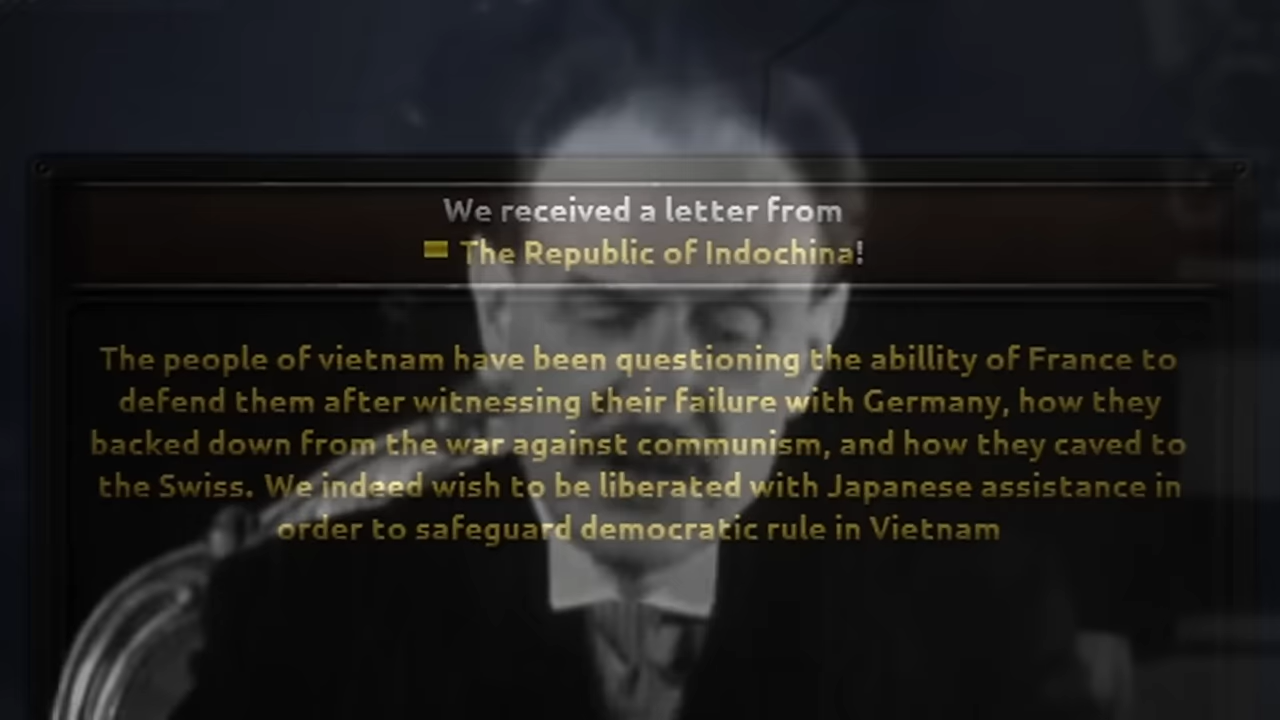 We received a letter from
The Republic of Indochina!
The people of vietnam have been questioning the abillity of France to
defend them after witnessing their failure with Germany, how they
backed down from the war against communism, and how they caved to
the Swiss. We indeed wish to be liberated with Japanese assistance in
order to safeguard democratic rule in Vietnam